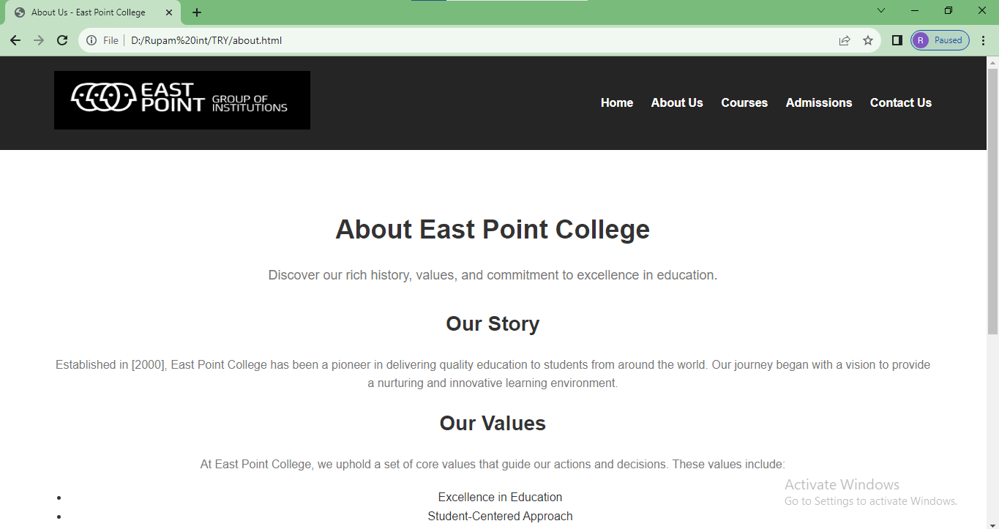 About Us - East Point College
File
D:/Rupam%20int/TRY/about.html
R Paused
EAST
POINT GROUP OF
INSTITUTIONS
Home About Us Courses Admissions Contact Us
About East Point College
Discover our rich history, values, and commitment to excellence in education.
Our Story
Established in [2000], East Point College has been a pioneer in delivering quality education to students from around the world. Our journey began with a vision to provide
a nurturing and innovative learning environment.
Our Values
At East Point College, we uphold a set of core values that guide our actions and decisions. These values include:
• Excellence in Education
• Student-Centered Approach
Activate Windows
Go to Settings to activate Windows.